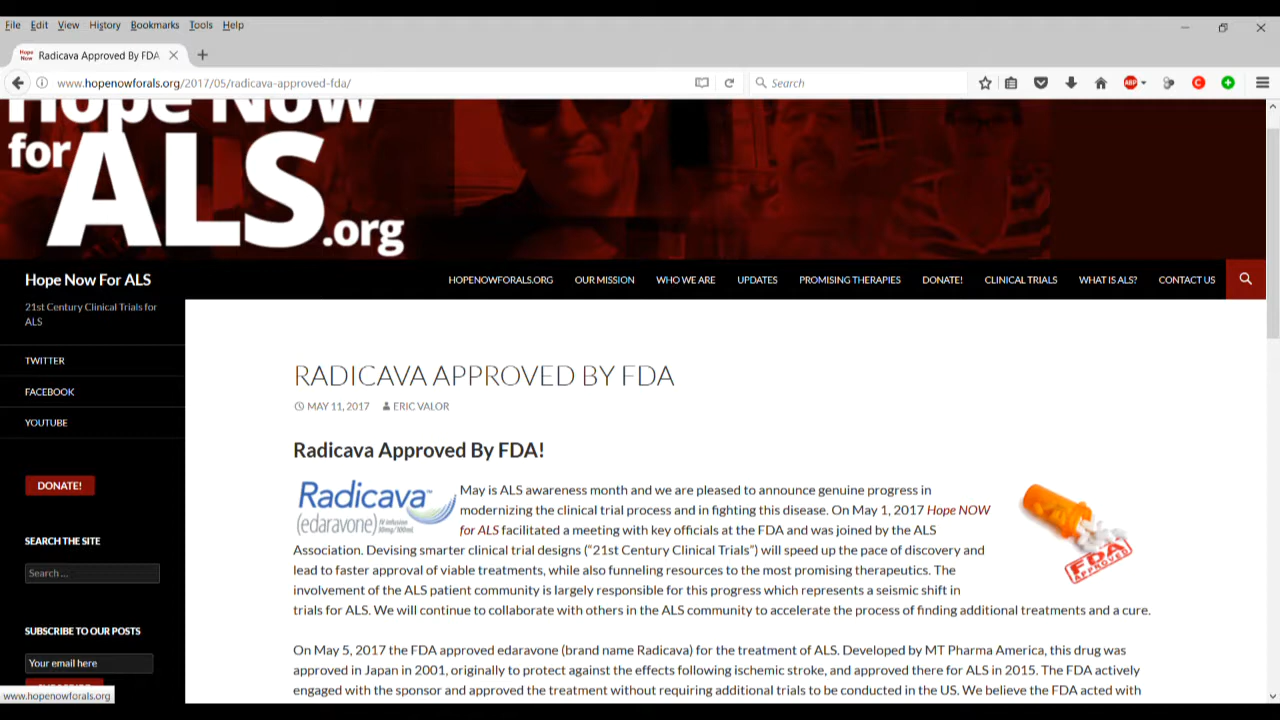 File Edit View History Bookmarks Tools Help
Hope Now Radicava Approved By FDA
www.hopenowforals.org/2017/05/radicava-approved-fda/
Search
ABP
C
Hope Now
for
ALS
.org
Hope Now For ALS
HOPENOWFORALS.ORG OUR MISSION WHO WE ARE UPDATES PROMISING THERAPIES DONATE! CLINICAL TRIALS WHAT IS ALS? CONTACT US
21st Century Clinical Trials for
ALS
TWITTER
FACEBOOK
YOUTUBE
DONATE!
SEARCH THE SITE
Search ...
SUBSCRIBE TO OUR POSTS
Your email here
www.hopenowforals.org
RADICAVA APPROVED BY FDA
MAY 11, 2017 ERIC VALOR
Radicava Approved By FDA!
Radicava™
(edaravone) IV infusion 30mg/100mL
FDA
APPROVED
May is ALS awareness month and we are pleased to announce genuine progress in
modernizing the clinical trial process and in fighting this disease. On May 1, 2017 Hope NOW
for ALS facilitated a meeting with key officials at the FDA and was joined by the ALS
Association. Devising smarter clinical trial designs (“21st Century Clinical Trials”) will speed up the pace of discovery and
lead to faster approval of viable treatments, while also funneling resources to the most promising therapeutics. The
involvement of the ALS patient community is largely responsible for this progress which represents a seismic shift in
trials for ALS. We will continue to collaborate with others in the ALS community to accelerate the process of finding additional treatments and a cure.
On May 5, 2017 the FDA approved edaravone (brand name Radicava) for the treatment of ALS. Developed by MT Pharma America, this drug was
approved in Japan in 2001, originally to protect against the effects following ischemic stroke, and approved there for ALS in 2015. The FDA actively
engaged with the sponsor and approved the treatment without requiring additional trials to be conducted in the US. We believe the FDA acted with